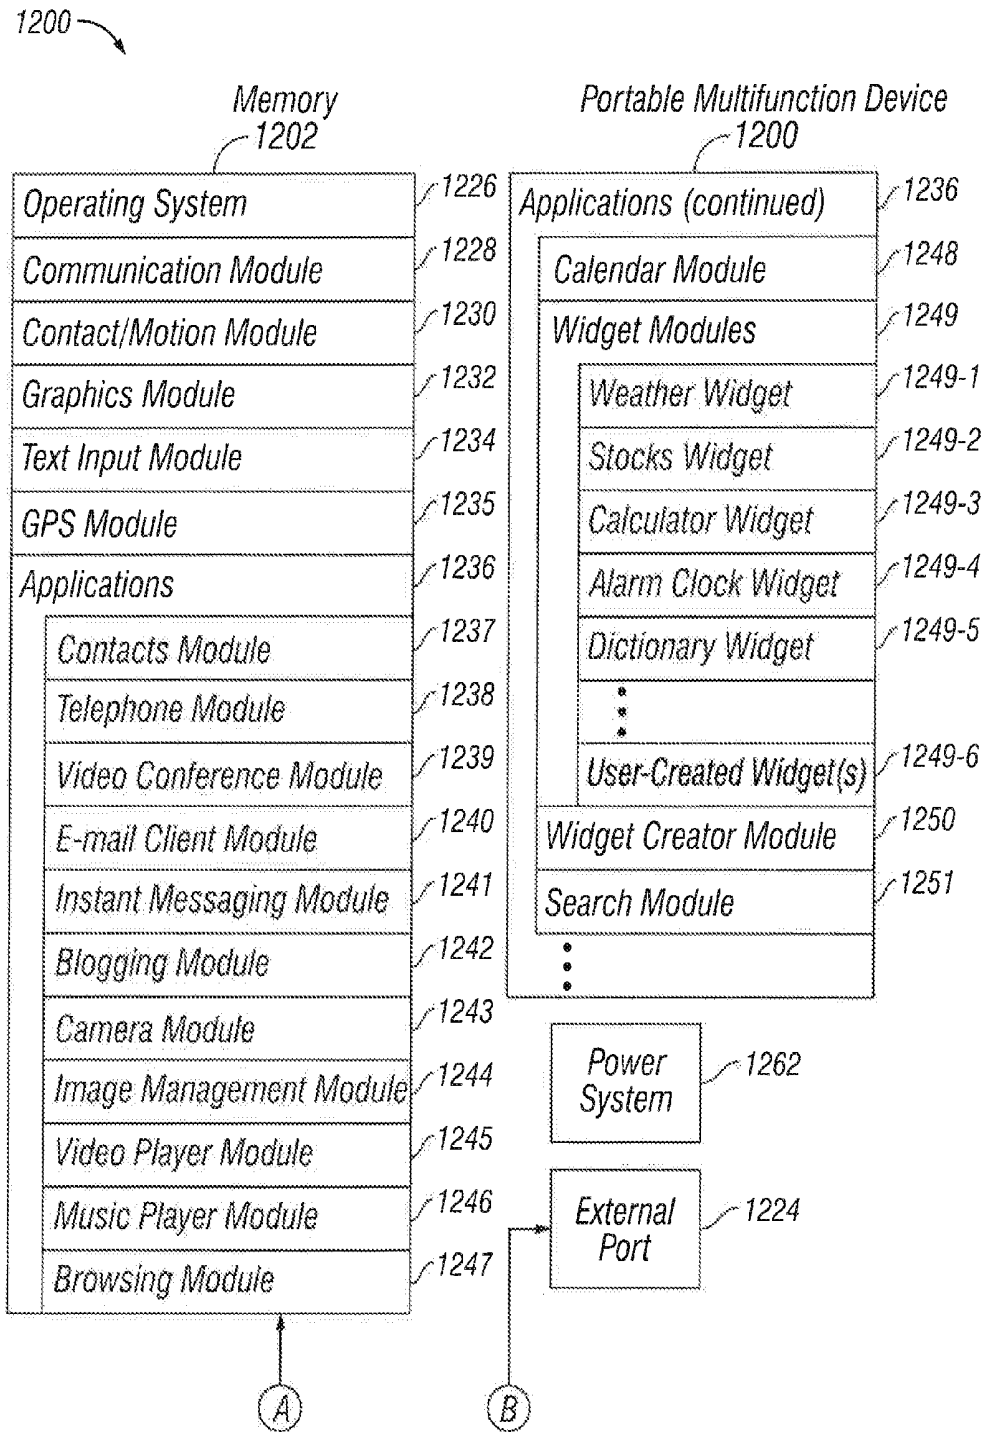 1200
Memory
1202
Operating System
1226
Communication Module
1228
Contact/Motion Module
1230
Graphics Module
1232
Text Input Module
1234
GPS Module
1235
Applications
1236
Contacts Module
1237
Telephone Module
1238
Video Conference Module
1239
E-mail Client Module
1240
Instant Messaging Module
1241
Blogging Module
1242
Camera Module
1243
Image Management Module
1244
Video Player Module
1245
Music Player Module
1246
Browsing Module
1247
A
Portable Multifunction Device
1200
Applications (continued)
1236
Calendar Module
1248
Widget Modules
1249
Weather Widget
1249-1
Stocks Widget
1249-2
Calculator Widget
1249-3
Alarm Clock Widget
1249-4
Dictionary Widget
1249-5
User-Created Widget(s)
1249-6
Widget Creator Module
1250
Search Module
1251
Power
System
1262
External
Port
1224
B